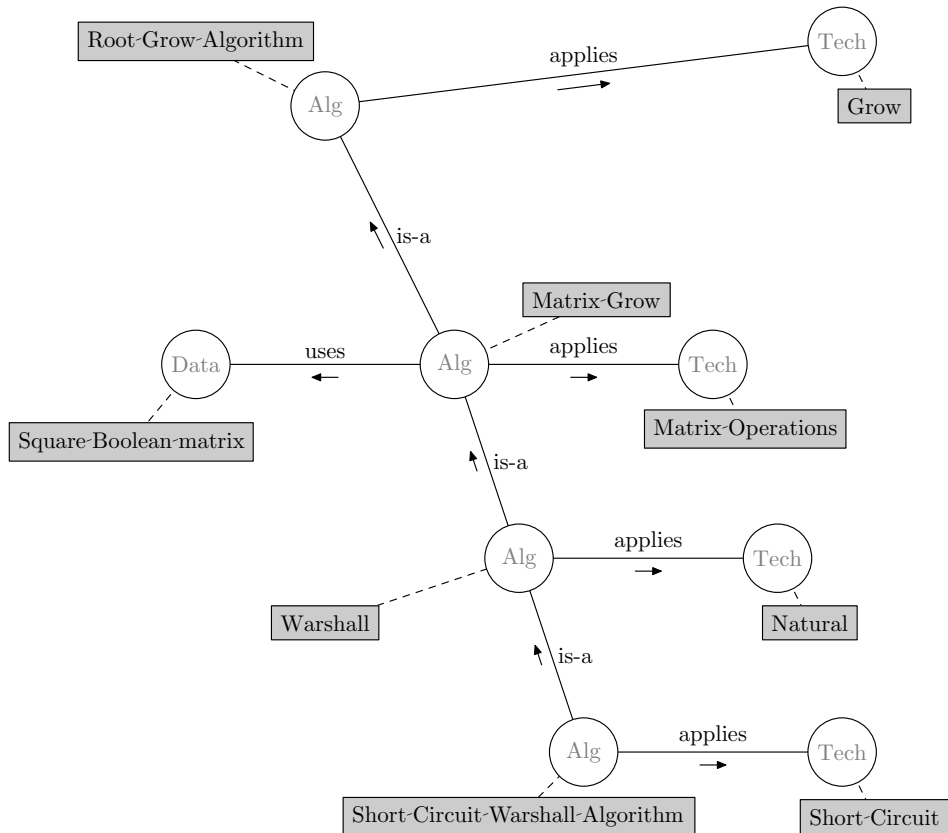 Root-Grow-Algorithm
Tech
applies
Alg
Grow
is-a
Matrix-Grow
uses
applies
Data
Alg
Tech
Square-Boolean-matrix
Matrix-Operations
is-a
applies
Alg
Tech
Warshall
Natural
is-a
applies
Alg
Tech
Short-Circuit-Warshall-Algorithm
Short-Circuit